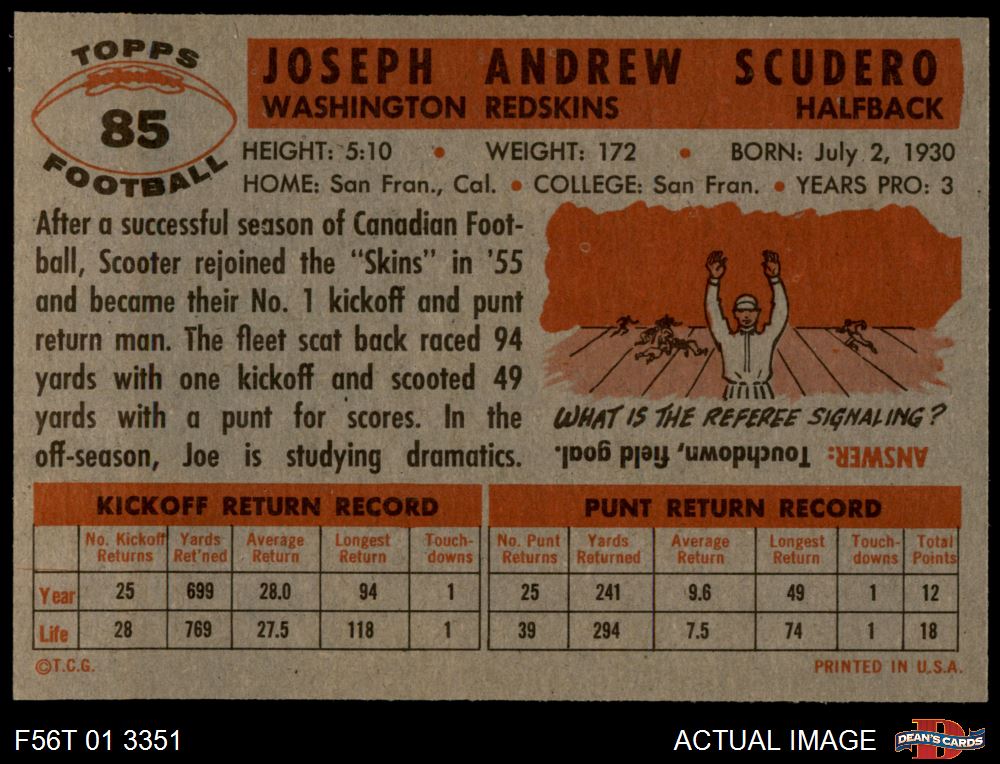 TOPPS
85
FOOTBALL
JOSEPH ANDREW SCUDERO
WASHINGTON REDSKINS HALFBACK
HEIGHT: 5:10 • WEIGHT: 172 • BORN: July 2, 1930
HOME: San Fran., Cal. • COLLEGE: San Fran. • YEARS PRO: 3
After a successful season of Canadian Foot-
ball, Scooter rejoined the "Skins" in '55
and became their No. 1 kickoff and punt
return man. The fleet scat back raced 94
yards with one kickoff and scooted 49
yards with a punt for scores. In the
off-season, Joe is studying dramatics.
WHAT IS THE REFEREE SIGNALING?
ANSWER: Touchdown, field goal.
KICKOFF RETURN RECORD
No. Kickoff Returns Yards Ret'ned Average Return Longest Return Touch-downs
Year 25 699 28.0 94 1
Life 28 769 27.5 118 1
PUNT RETURN RECORD
No. Punt Returns Yards Returned Average Return Longest Return Touch-downs Total Points
25 241 9.6 49 1 12
39 294 7.5 74 1 18
©T.C.G. PRINTED IN U.S.A.
F56T 01 3351 ACTUAL IMAGE DEAN'S CARDS